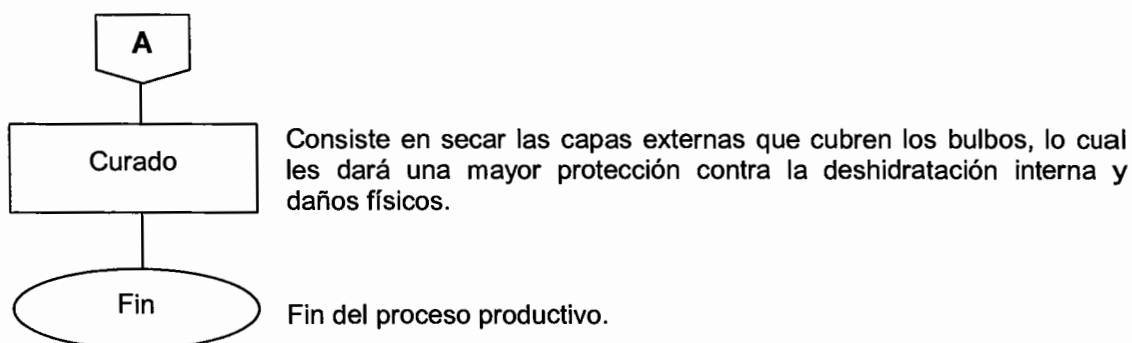 A
Curado
Consiste en secar las capas externas que cubren los bulbos, lo cual
les dará una mayor protección contra la deshidratación interna y
daños físicos.
Fin
Fin del proceso productivo.